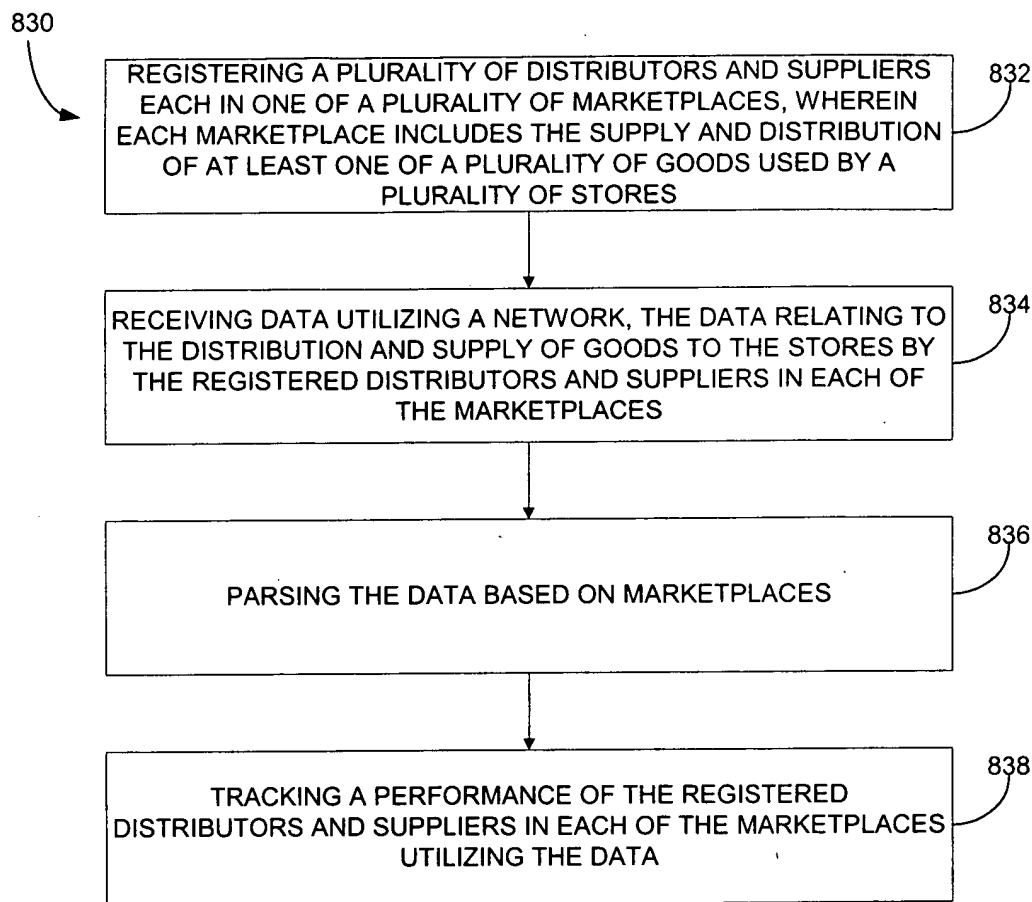 830
REGISTERING A PLURALITY OF DISTRIBUTORS AND SUPPLIERS
EACH IN ONE OF A PLURALITY OF MARKETPLACES, WHEREIN
EACH MARKETPLACE INCLUDES THE SUPPLY AND DISTRIBUTION
OF AT LEAST ONE OF A PLURALITY OF GOODS USED BY A
PLURALITY OF STORES
832
RECEIVING DATA UTILIZING A NETWORK, THE DATA RELATING TO
THE DISTRIBUTION AND SUPPLY OF GOODS TO THE STORES BY
THE REGISTERED DISTRIBUTORS AND SUPPLIERS IN EACH OF
THE MARKETPLACES
834
PARSING THE DATA BASED ON MARKETPLACES
836
TRACKING A PERFORMANCE OF THE REGISTERED
DISTRIBUTORS AND SUPPLIERS IN EACH OF THE MARKETPLACES
UTILIZING THE DATA
838